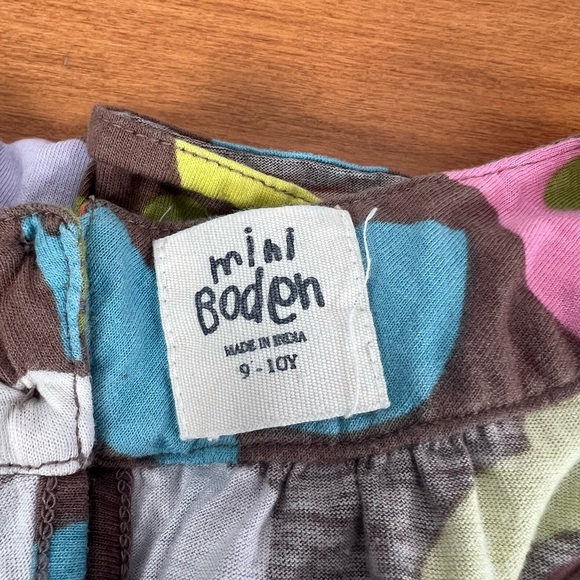 mini
Boden
MADE IN INDIA
9 - 10Y